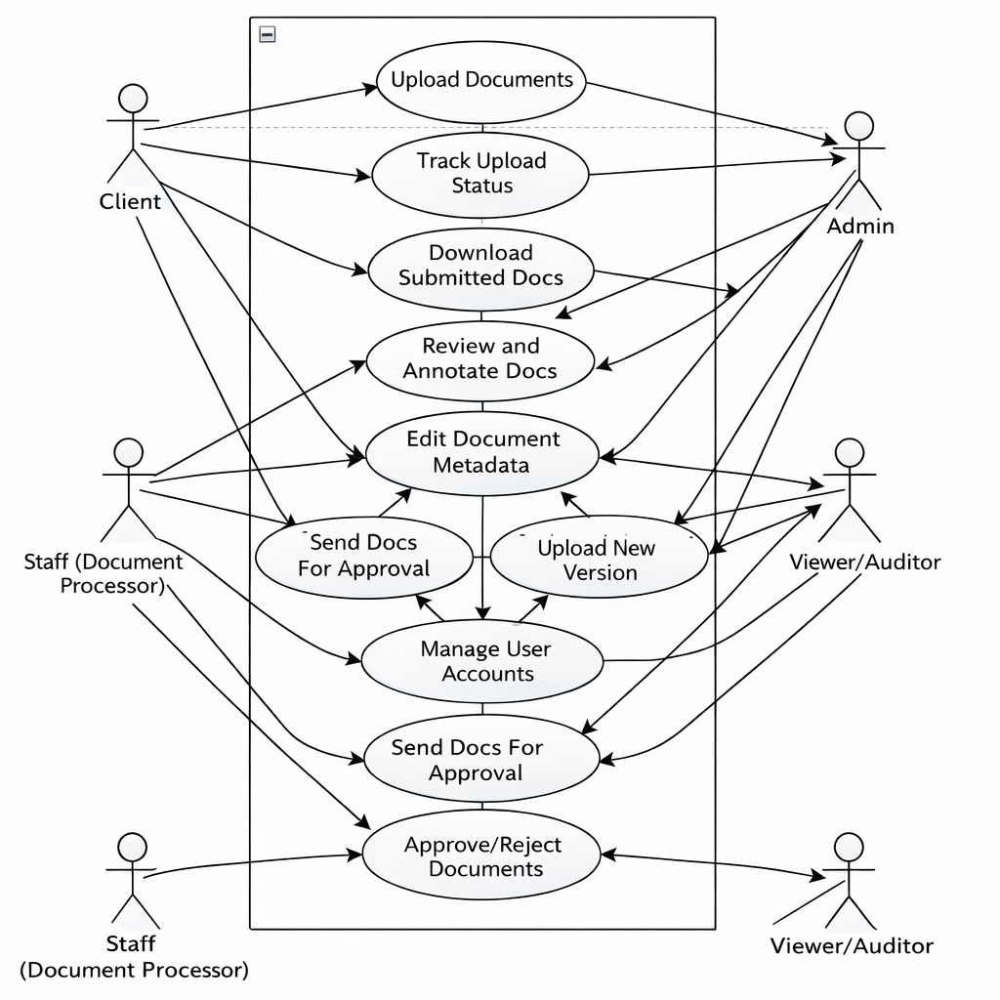 Upload Documents
Track Upload
Status
Client
Admin
Download
Submitted Docs
Review and
Annotate Docs
Edit Document
Metadata
Send Docs
For Approval
Upload New
Version
Staff (Document
Processor)
Viewer/Auditor
Manage User
Accounts
Send Docs For
Approval
Approve/Reject
Documents
Staff
(Document Processor)
Viewer/Auditor